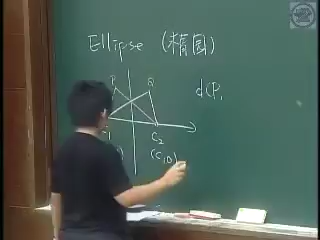 Ellipse (橢圓)
P Q
d(P,
C₂
(c,0)